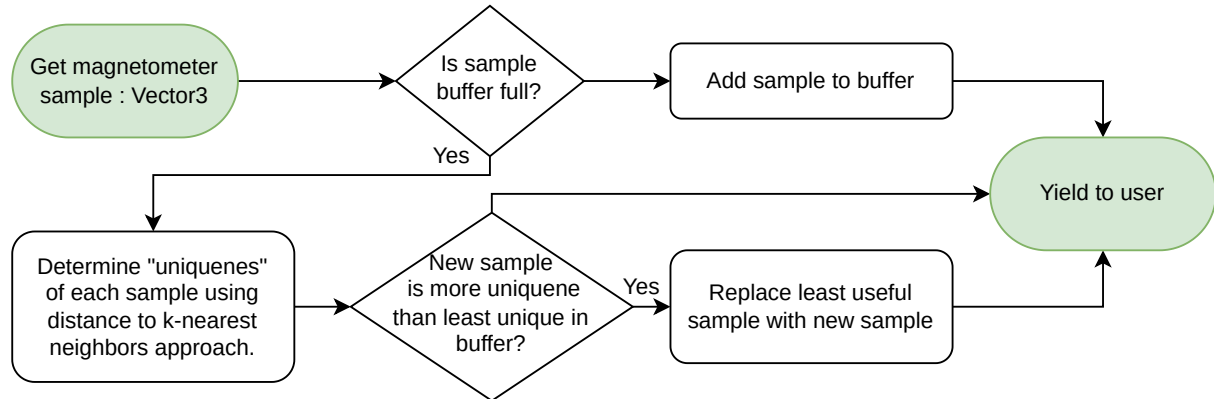 Get magnetometer
sample : Vector3
Is sample
buffer full?
Add sample to buffer
Yes
Yield to user
Determine "uniquenes"
of each sample using
distance to k-nearest
neighbors approach.
New sample
is more uniquene
than least unique in
buffer?
Yes
Replace least useful
sample with new sample